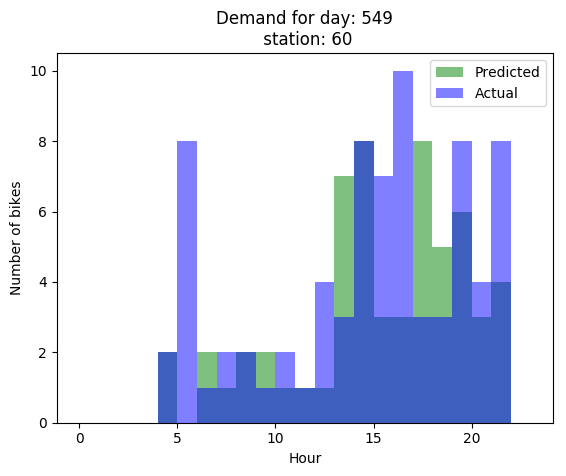 Demand for day: 549
station: 60
Predicted
Actual
Number of bikes
10
8
6
4
2
0
0 5 10 15 20
Hour